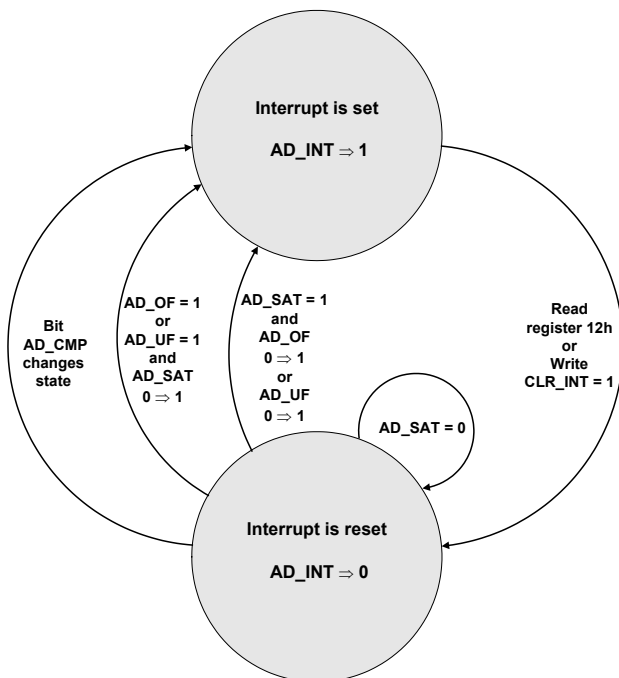 Interrupt is set
AD_INT ⇒ 1
Bit
AD_CMP
changes
state
AD_OF = 1
or
AD_UF = 1
and
AD_SAT
0 ⇒ 1
AD_SAT = 1
and
AD_OF
0 ⇒ 1
or
AD_UF
0 ⇒ 1
AD_SAT = 0
Read
register 12h
or
Write
CLR_INT = 1
Interrupt is reset
AD_INT ⇒ 0